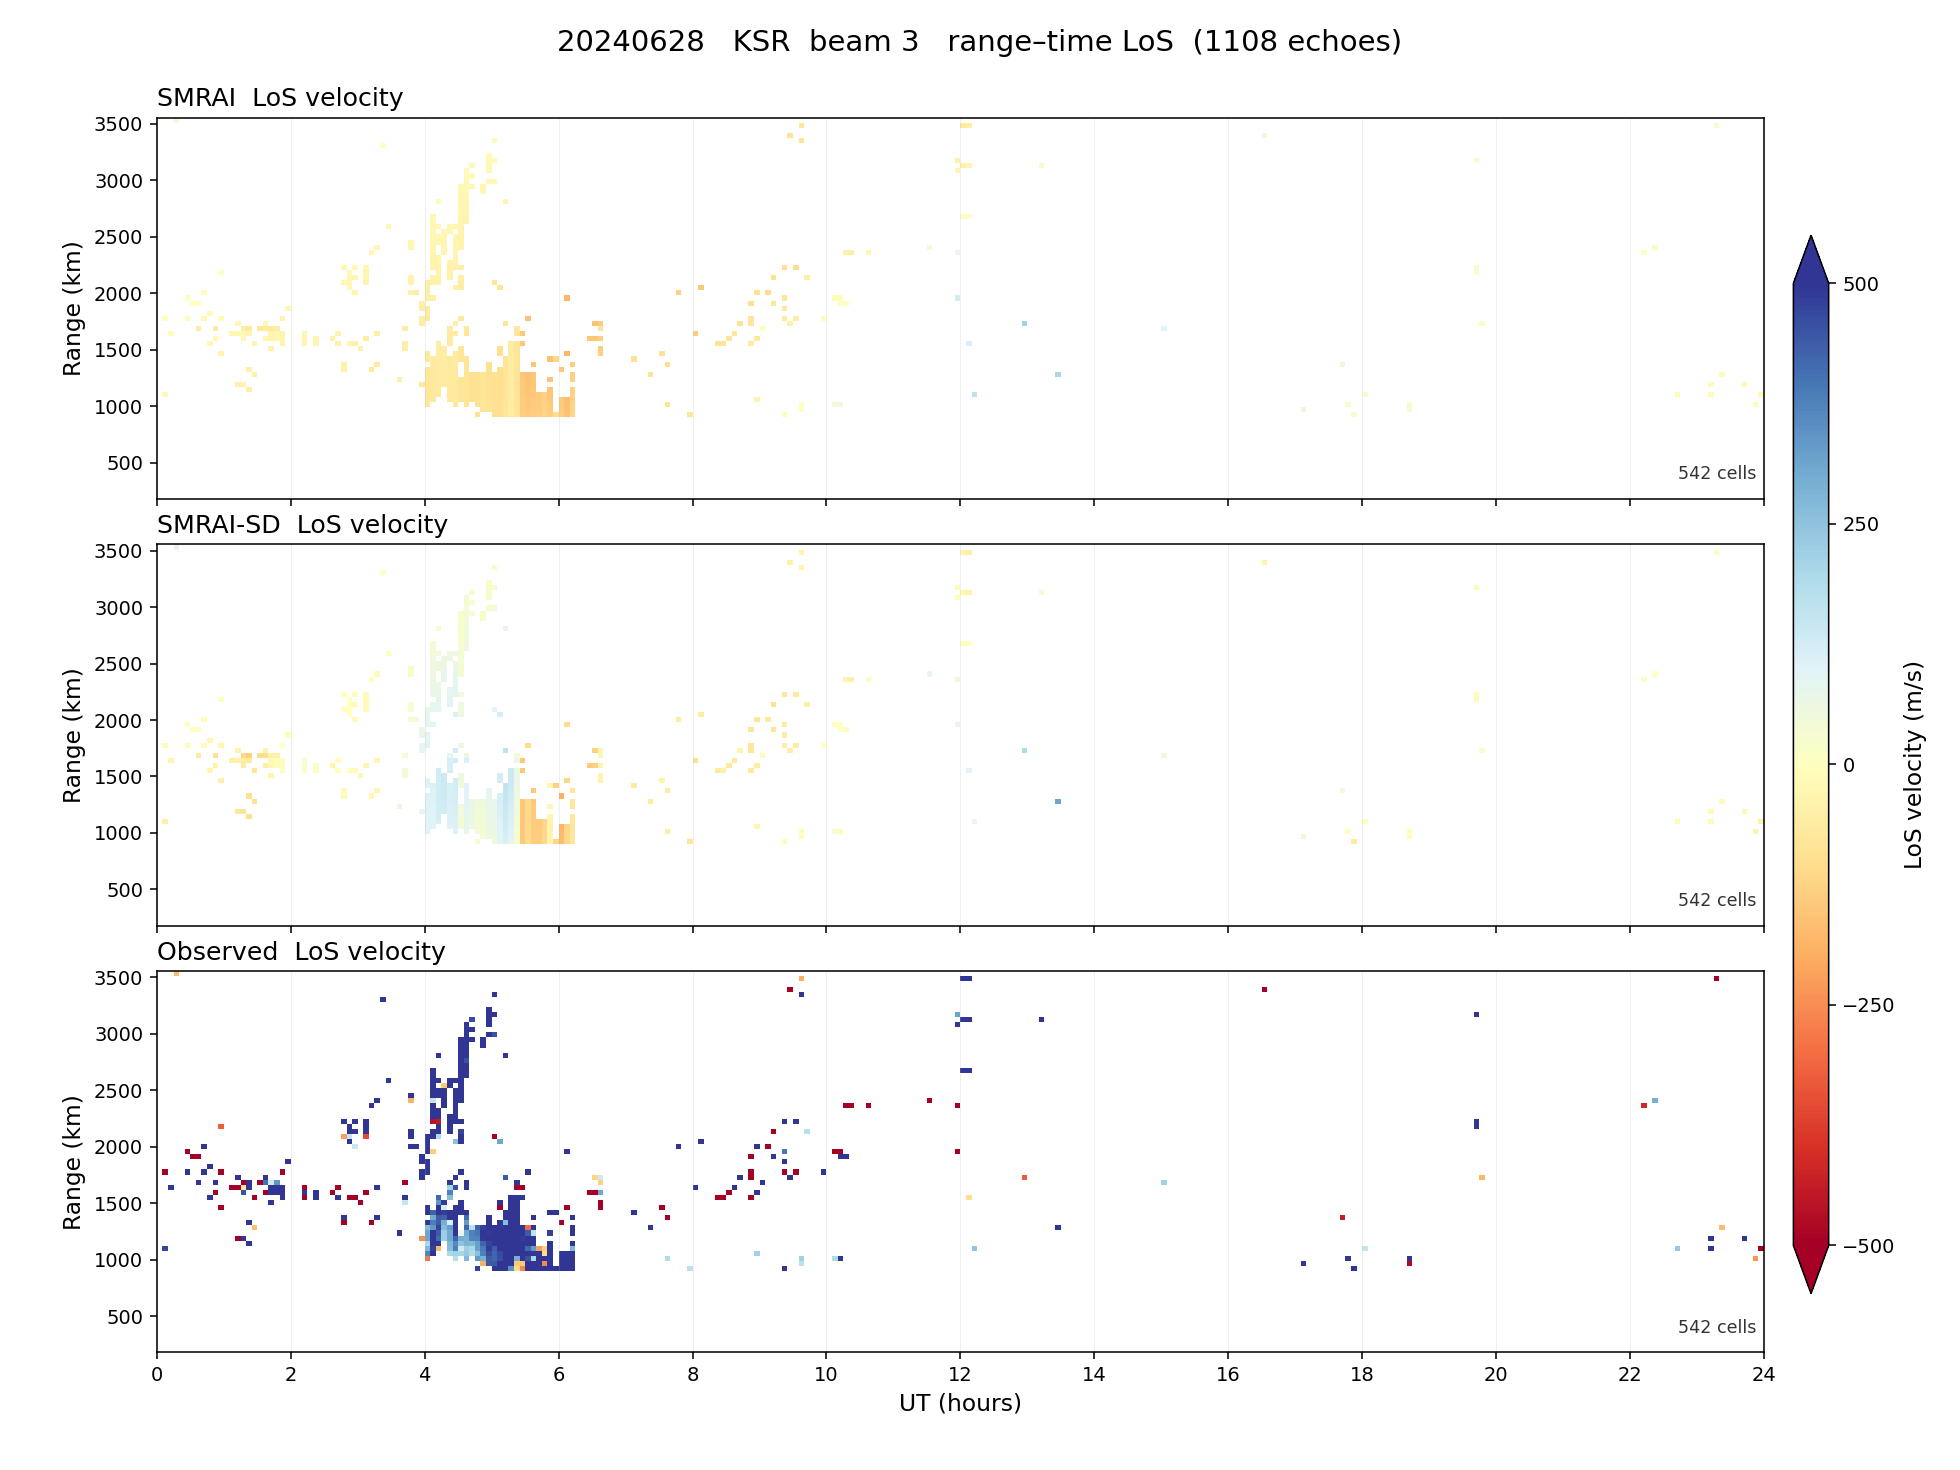 20240628   KSR  beam 3   range–time LoS  (1108 echoes)
SMRAI  LoS velocity
3500
3000
2500
2000
1500
1000
500
Range (km)
542 cells
SMRAI-SD  LoS velocity
3500
3000
2500
2000
1500
1000
500
Range (km)
542 cells
Observed  LoS velocity
3500
3000
2500
2000
1500
1000
500
Range (km)
542 cells
0 2 4 6 8 10 12 14 16 18 20 22 24
UT (hours)
500
250
0
−250
−500
LoS velocity (m/s)